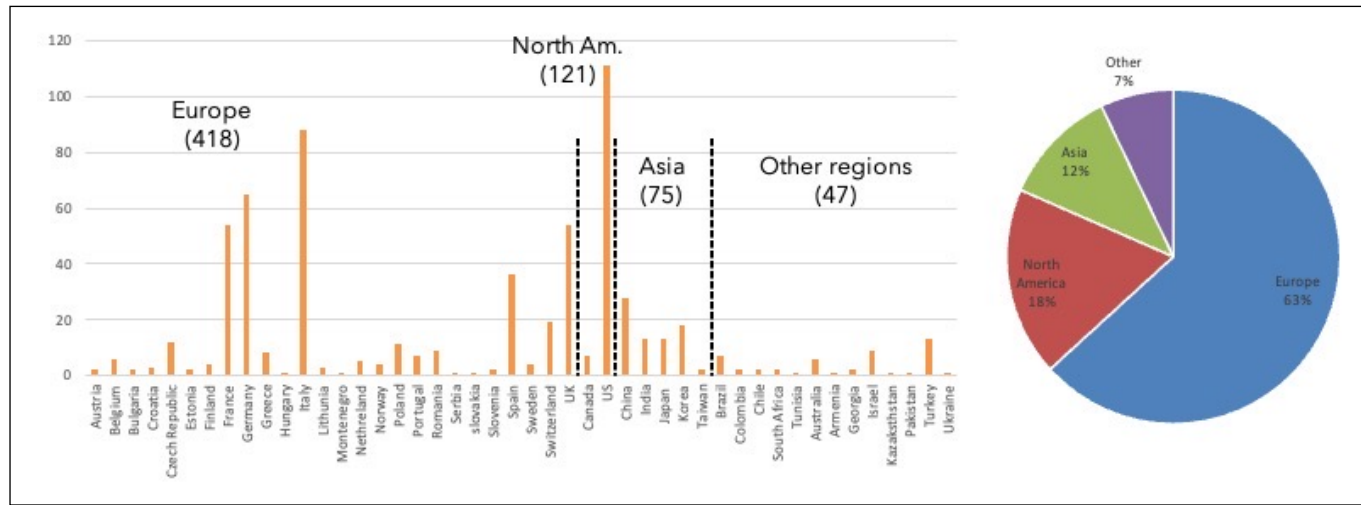 120
100
80
60
40
20
0
Europe
(418)
North Am.
(121)
Asia
(75)
Other regions
(47)
Austria
Belgium
Bulgaria
Croatia
Czech Republic
Estonia
Finland
France
Germany
Greece
Hungary
Italy
Lithunia
Montenegro
Nethreland
Norway
Poland
Portugal
Romania
Serbia
slovakia
Slovenia
Spain
Sweden
Switzerland
UK
Canada
US
China
India
Japan
Korea
Taiwan
Brazil
Colombia
Chile
South Africa
Tunisia
Australia
Armenia
Georgia
Israel
Kazaksthstan
Pakistan
Turkey
Ukraine
Other
7%
Asia
12%
North
America
18%
Europe
63%